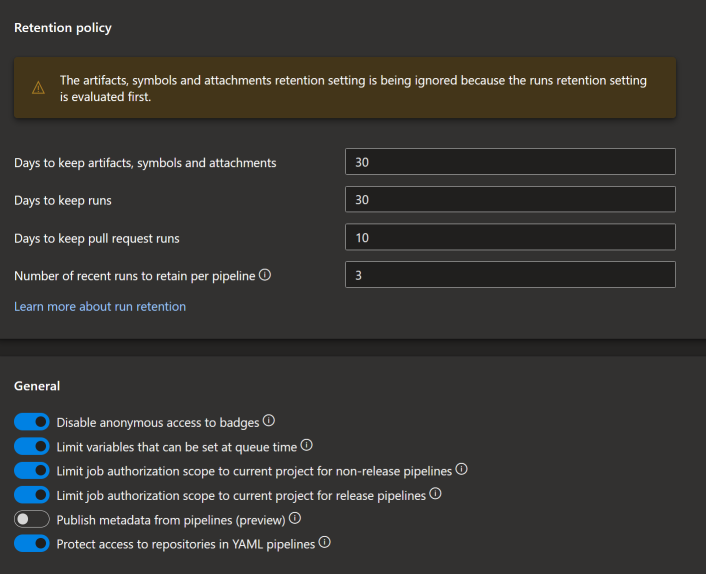 Retention policy
The artifacts, symbols and attachments retention setting is being ignored because the runs retention setting
is evaluated first.
Days to keep artifacts, symbols and attachments 30
Days to keep runs 30
Days to keep pull request runs 10
Number of recent runs to retain per pipeline 3
Learn more about run retention
General
Disable anonymous access to badges
Limit variables that can be set at queue time
Limit job authorization scope to current project for non-release pipelines
Limit job authorization scope to current project for release pipelines
Publish metadata from pipelines (preview)
Protect access to repositories in YAML pipelines